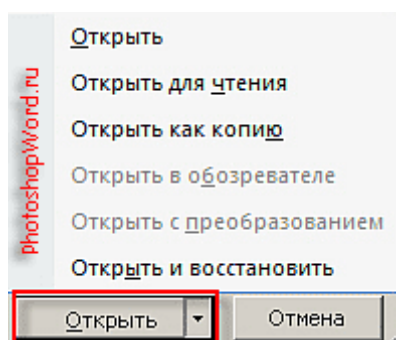 Открыть
Открыть для чтения
Открыть как копию
Открыть в обозревателе
Открыть с преобразованием
Открыть и восстановить
Открыть
Отмена
photoshopWord.ru